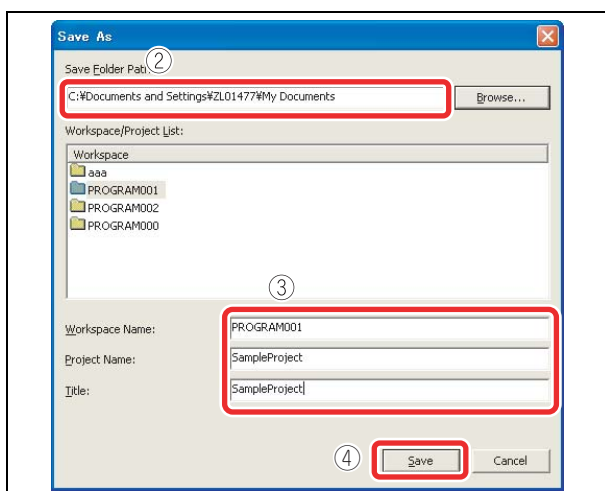 Save As
②
Save Folder Path:
C:¥Documents and Settings¥ZL01477¥My Documents
Browse...
Workspace/Project List:
Workspace
aaa
PROGRAM001
PROGRAM002
PROGRAM000
③
Workspace Name: PROGRAM001
Project Name: SampleProject
Title: SampleProject
④ Save Cancel